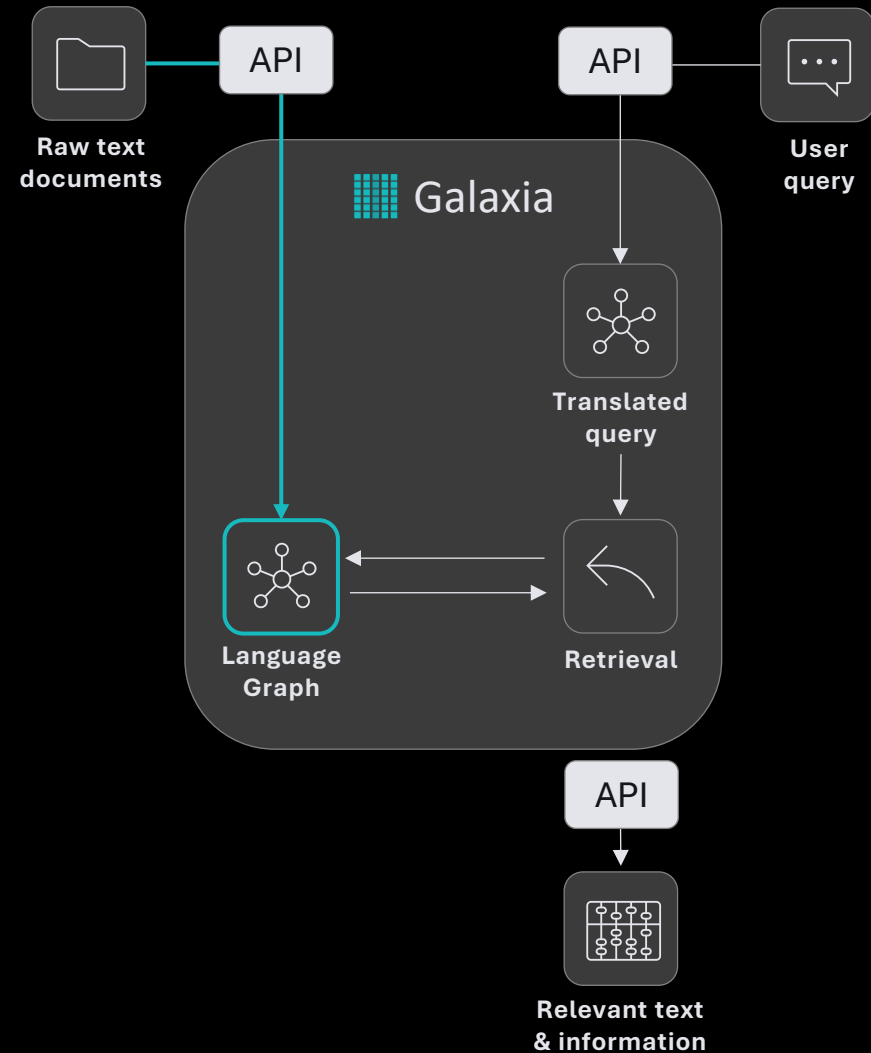 API
API
Raw text
documents
User
query
Galaxia
Translated
query
Language
Graph
Retrieval
API
Relevant text
& information